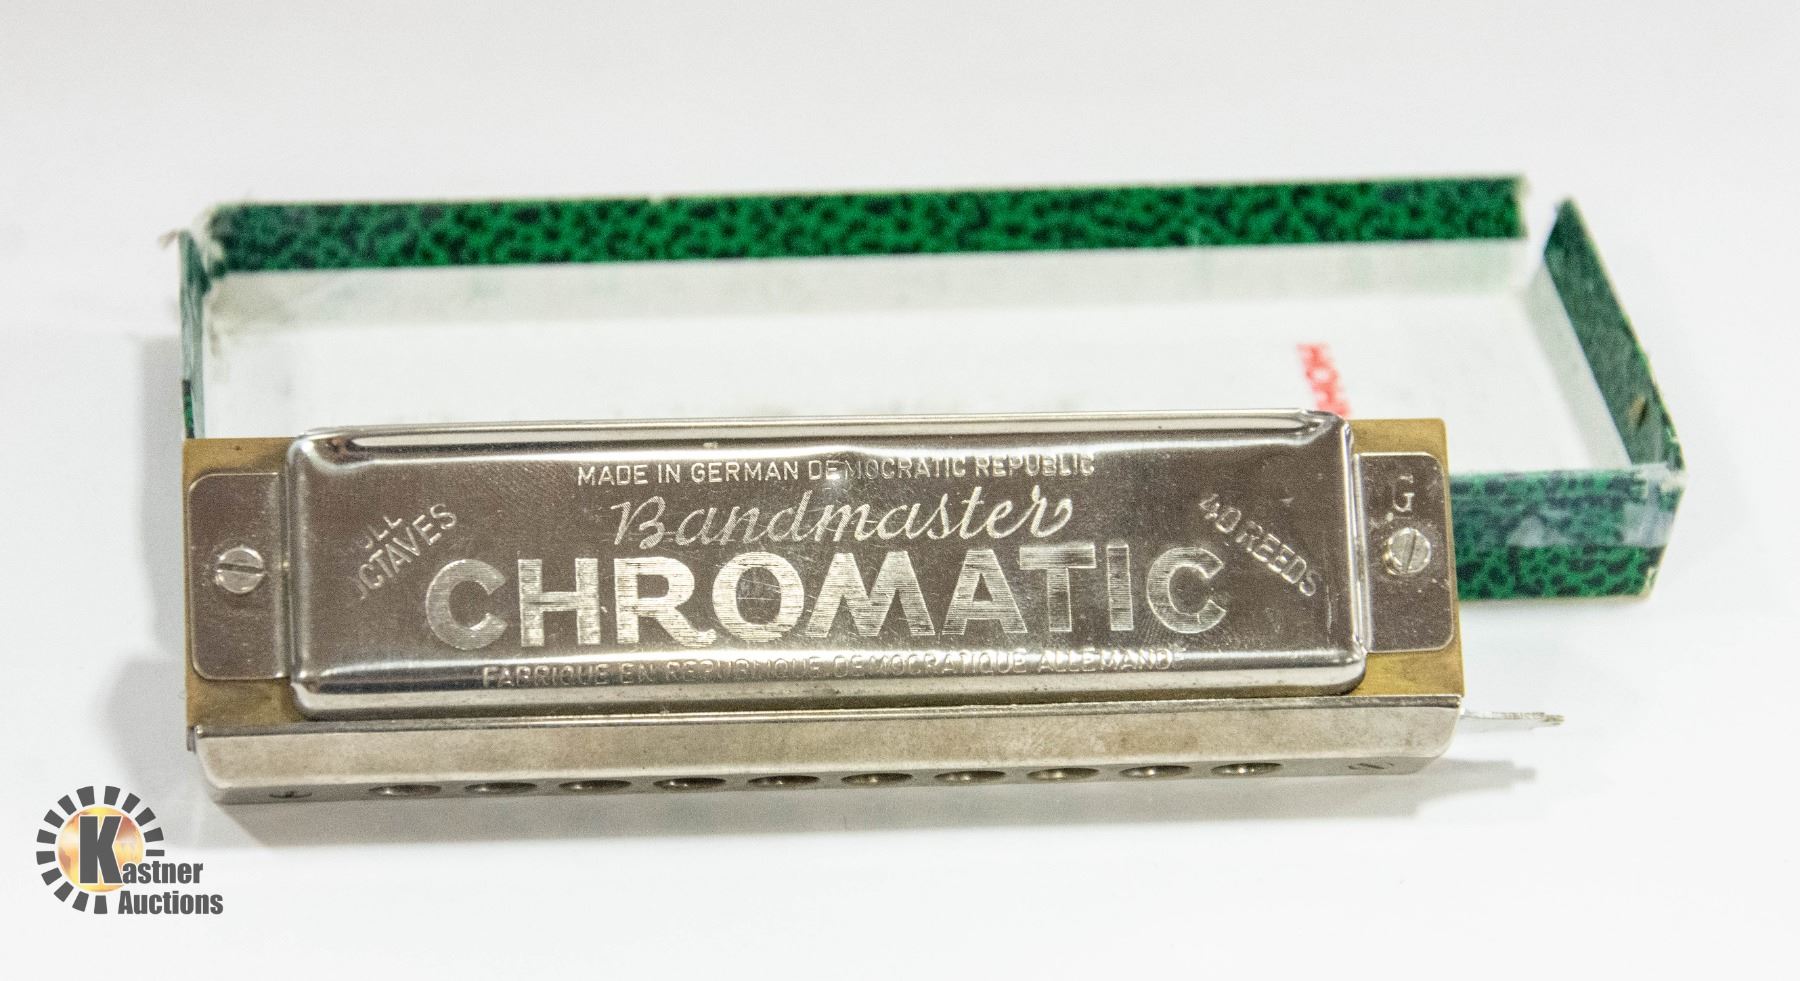 MADE IN GERMAN DEMOCRATIC REPUBLIC
Bandmaster
CHROMATIC
OCTAVES
40 REEDS
G
FABRIQUE EN REPUBLIQUE DEMOCRATIQUE ALLEMANDE
Kastner
Auctions